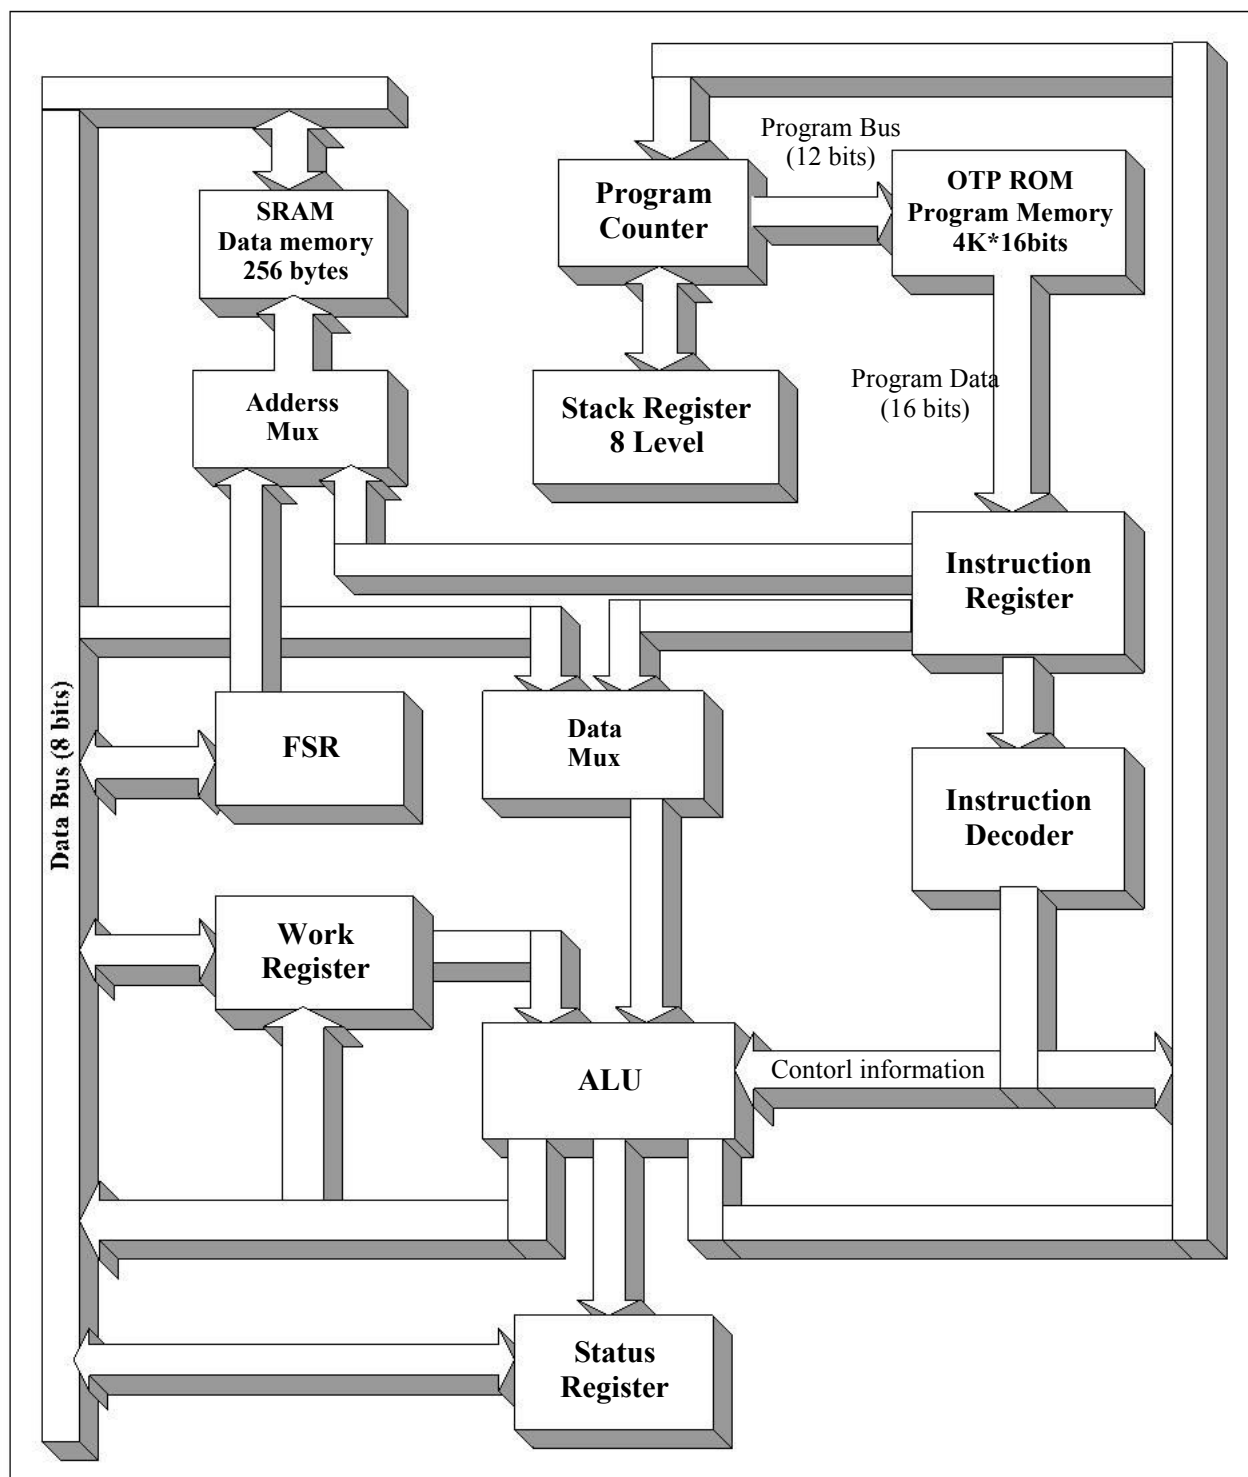 Program Bus
(12 bits)
SRAM
Data memory
256 bytes
Program
Counter
OTP ROM
Program Memory
4K*16bits
Adderss
Mux
Stack Register
8 Level
Program Data
(16 bits)
Instruction
Register
Data Bus (8 bits)
FSR
Data
Mux
Instruction
Decoder
Work
Register
ALU
Contorl information
Status
Register